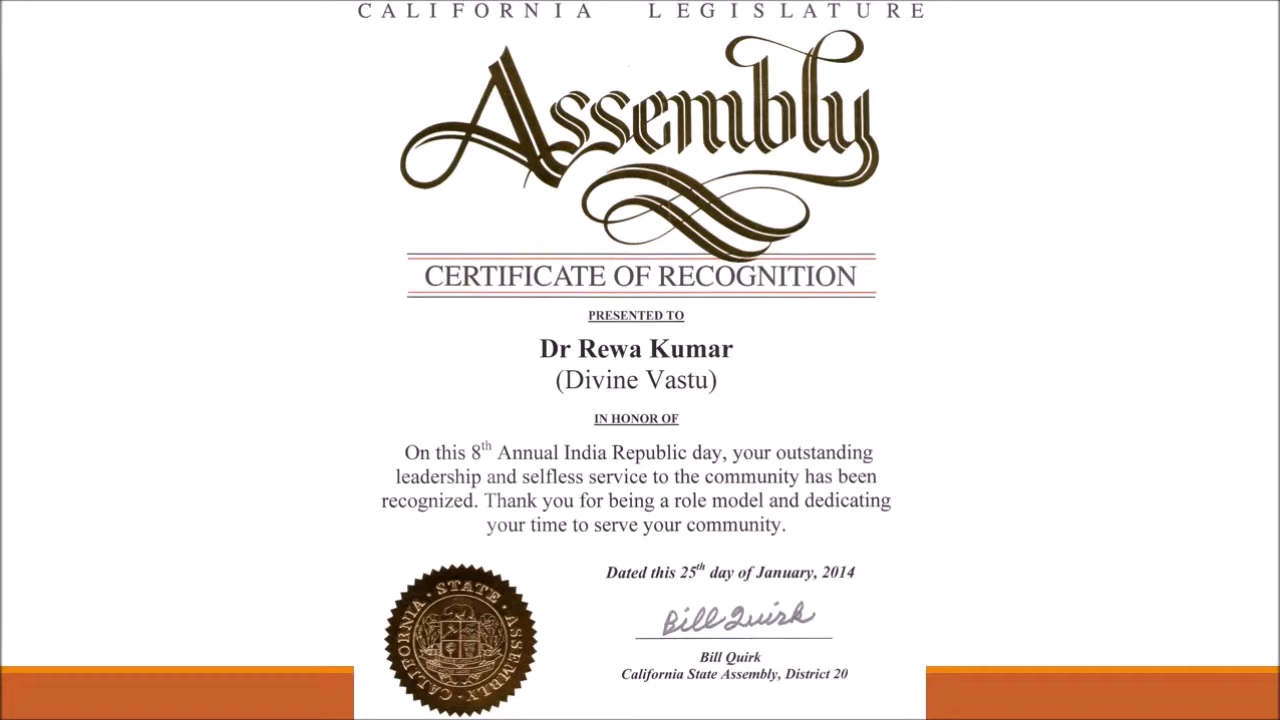 CALIFORNIA LEGISLATURE
Assembly
CERTIFICATE OF RECOGNITION
PRESENTED TO
Dr Rewa Kumar
(Divine Vastu)
IN HONOR OF
On this 8th Annual India Republic day, your outstanding
leadership and selfless service to the community has been
recognized. Thank you for being a role model and dedicating
your time to serve your community.
Dated this 25th day of January, 2014
Bill Quirk
Bill Quirk
California State Assembly, District 20
CALIFORNIA · STATE · ASSEMBLY ·